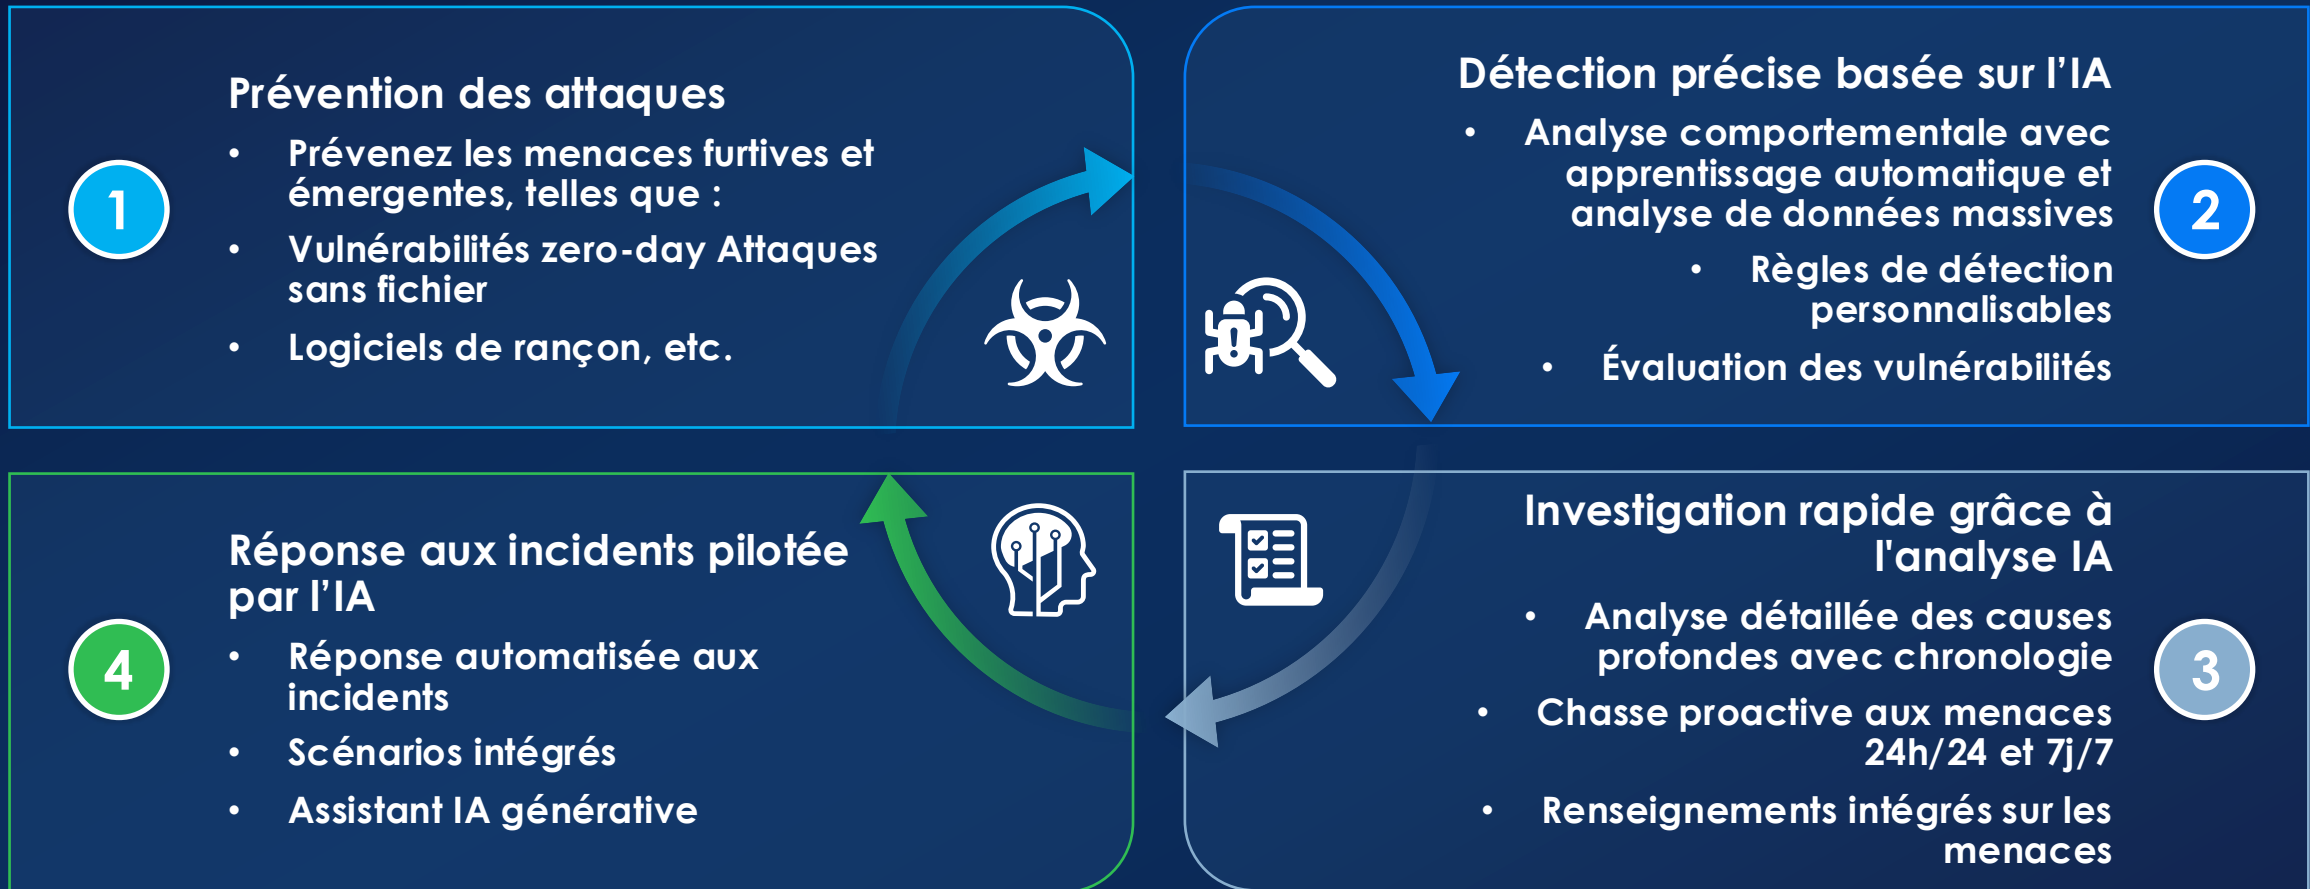 1
Prévention des attaques
• Prévenez les menaces furtives et
émergentes, telles que :
• Vulnérabilités zero-day Attaques
sans fichier
• Logiciels de rançon, etc.
2
Détection précise basée sur l’IA
• Analyse comportementale avec
apprentissage automatique et
analyse de données massives
• Règles de détection
personnalisables
• Évaluation des vulnérabilités
3
Investigation rapide grâce à
l'analyse IA
• Analyse détaillée des causes
profondes avec chronologie
• Chasse proactive aux menaces
24h/24 et 7j/7
• Renseignements intégrés sur les
menaces
4
Réponse aux incidents pilotée
par l’IA
• Réponse automatisée aux
incidents
• Scénarios intégrés
• Assistant IA générative